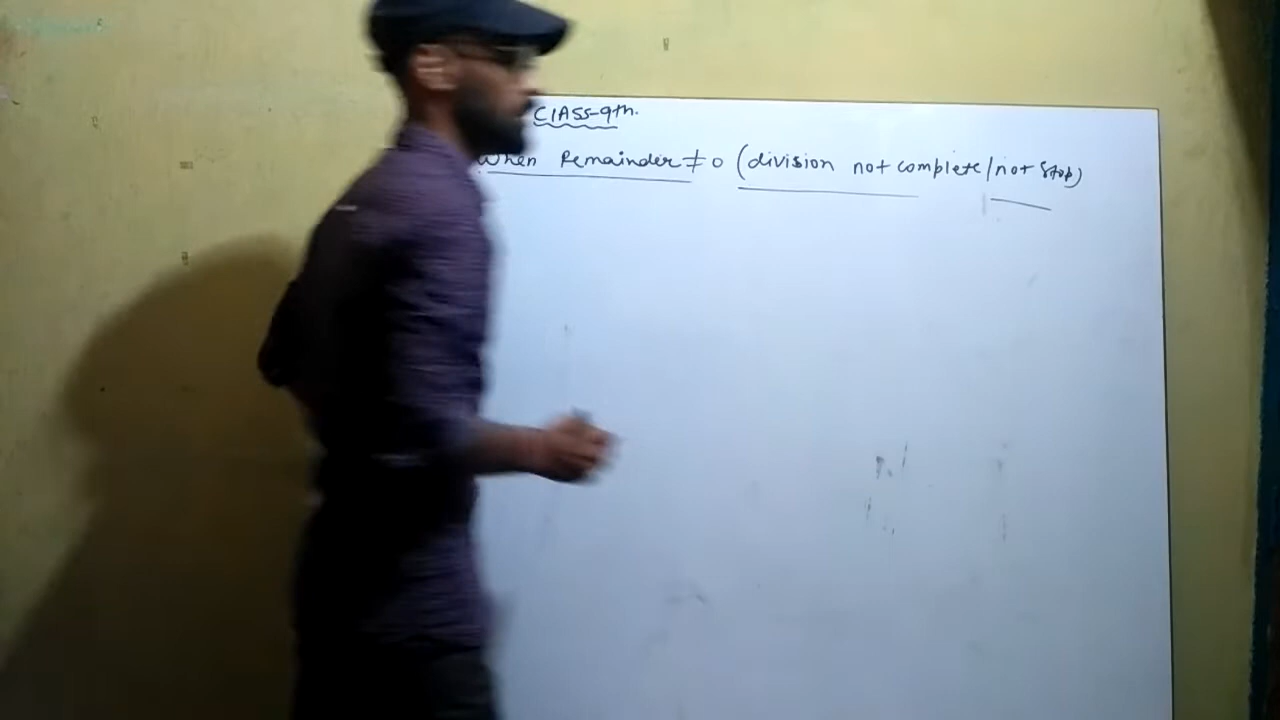 CLASS-9th.
When Remainder ≠ 0 (division not complete/not stop)